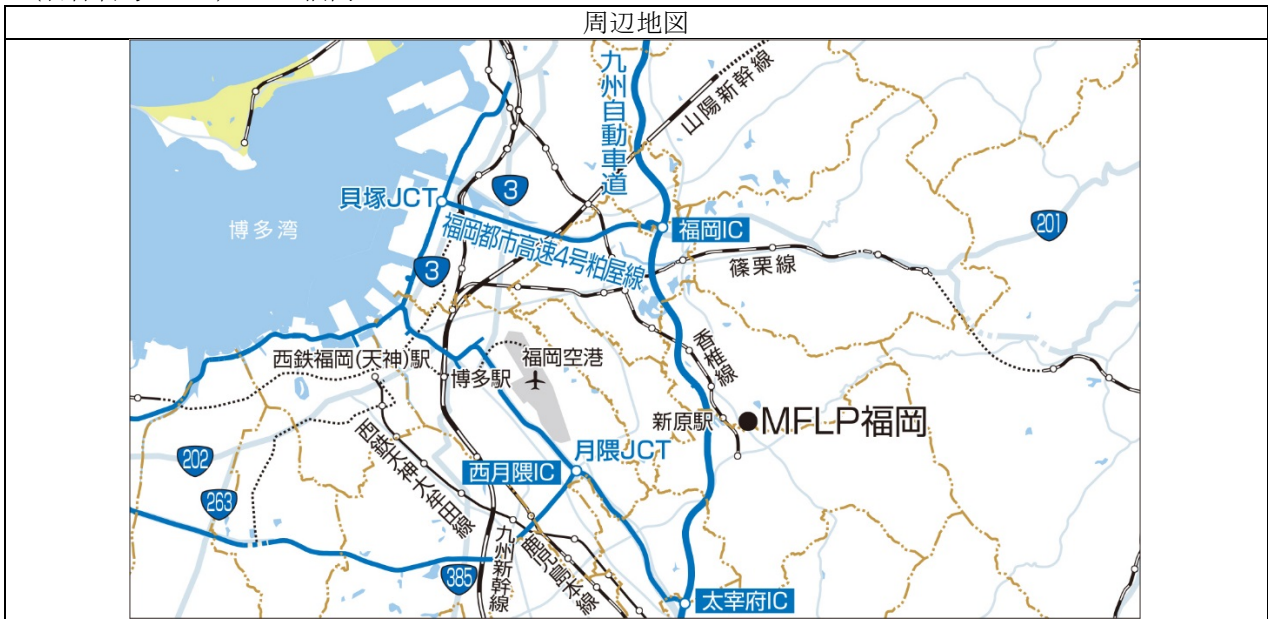 周辺地図
九州自動車道
山陽新幹線
3
貝塚JCT
福岡都市高速4号粕屋線
福岡IC
201
博多湾
篠栗線
3
香椎線
西鉄福岡(天神)駅
博多駅
福岡空港
新原駅
MFLP福岡
月隈JCT
西月隈IC
202
263
西鉄天神大牟田線
九州新幹線
鹿児島本線
385
太宰府IC